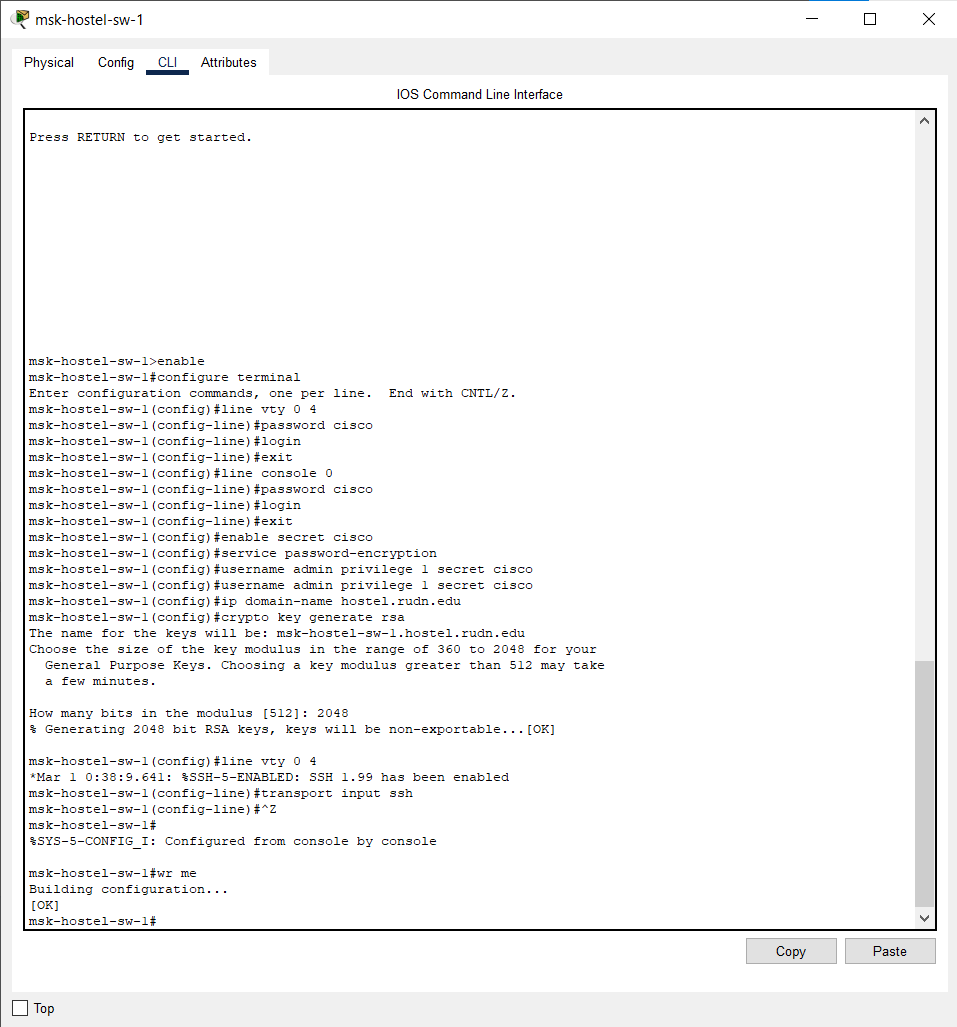 msk-hostel-sw-1
Physical Config CLI Attributes
IOS Command Line Interface
Press RETURN to get started.
msk-hostel-sw-1>enable
msk-hostel-sw-1#configure terminal
Enter configuration commands, one per line.  End with CNTL/Z.
msk-hostel-sw-1(config)#line vty 0 4
msk-hostel-sw-1(config-line)#password cisco
msk-hostel-sw-1(config-line)#login
msk-hostel-sw-1(config-line)#exit
msk-hostel-sw-1(config)#line console 0
msk-hostel-sw-1(config-line)#password cisco
msk-hostel-sw-1(config-line)#login
msk-hostel-sw-1(config-line)#exit
msk-hostel-sw-1(config)#enable secret cisco
msk-hostel-sw-1(config)#service password-encryption
msk-hostel-sw-1(config)#username admin privilege 1 secret cisco
msk-hostel-sw-1(config)#username admin privilege 1 secret cisco
msk-hostel-sw-1(config)#ip domain-name hostel.rudn.edu
msk-hostel-sw-1(config)#crypto key generate rsa
The name for the keys will be: msk-hostel-sw-1.hostel.rudn.edu
Choose the size of the key modulus in the range of 360 to 2048 for your
  General Purpose Keys. Choosing a key modulus greater than 512 may take
  a few minutes.
How many bits in the modulus [512]: 2048
% Generating 2048 bit RSA keys, keys will be non-exportable...[OK]
msk-hostel-sw-1(config)#line vty 0 4
*Mar 1 0:38:9.641: %SSH-5-ENABLED: SSH 1.99 has been enabled
msk-hostel-sw-1(config-line)#transport input ssh
msk-hostel-sw-1(config-line)#^Z
msk-hostel-sw-1#
%SYS-5-CONFIG_I: Configured from console by console
msk-hostel-sw-1#wr me
Building configuration...
[OK]
msk-hostel-sw-1#
Copy Paste
Top